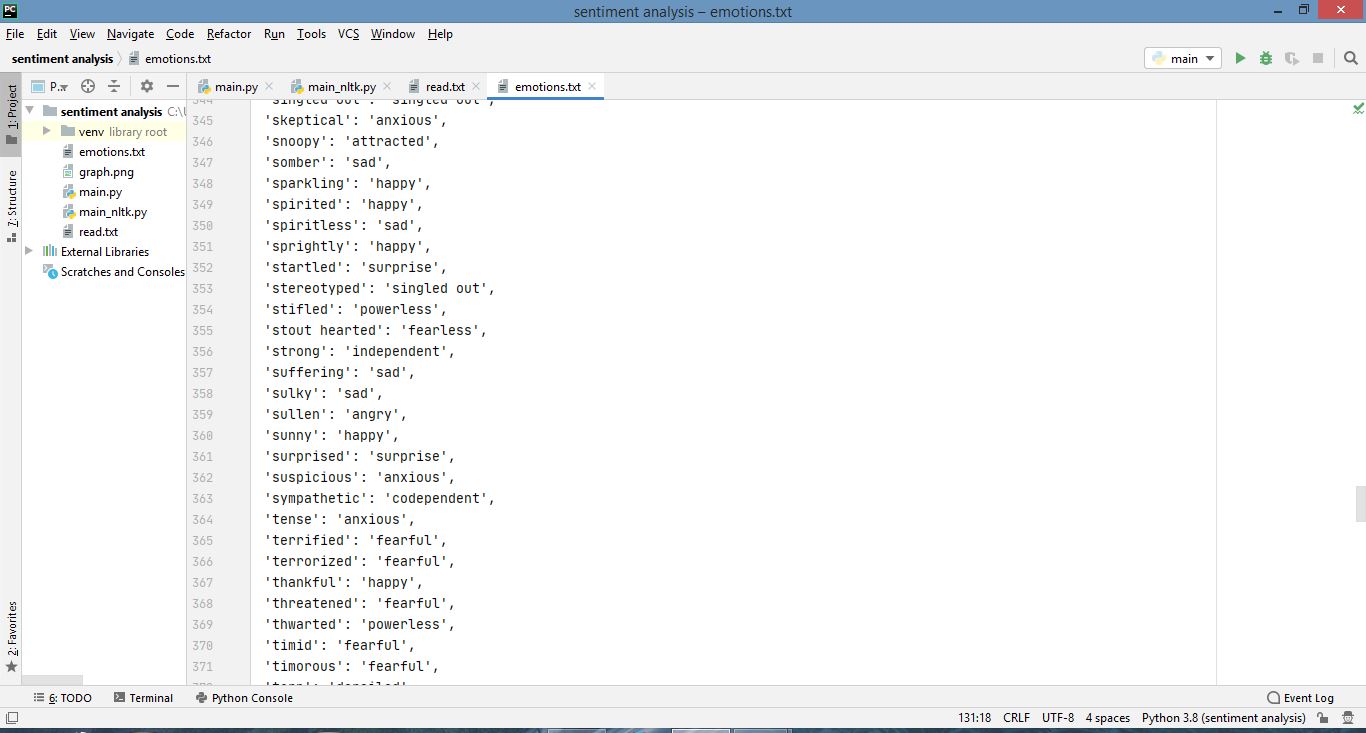 PC
sentiment analysis – emotions.txt
File Edit View Navigate Code Refactor Run Tools VCS Window Help
sentiment analysis emotions.txt
main
1: Project
P..
main.py
main_nltk.py
read.txt
emotions.txt
sentiment analysis C:\
venv library root
emotions.txt
graph.png
main.py
main_nltk.py
read.txt
External Libraries
Scratches and Consoles
7: Structure
2: Favorites
344 'singled out': 'singled out',
345 'skeptical': 'anxious',
346 'snoopy': 'attracted',
347 'somber': 'sad',
348 'sparkling': 'happy',
349 'spirited': 'happy',
350 'spiritless': 'sad',
351 'sprightly': 'happy',
352 'startled': 'surprise',
353 'stereotyped': 'singled out',
354 'stifled': 'powerless',
355 'stout hearted': 'fearless',
356 'strong': 'independent',
357 'suffering': 'sad',
358 'sulky': 'sad',
359 'sullen': 'angry',
360 'sunny': 'happy',
361 'surprised': 'surprise',
362 'suspicious': 'anxious',
363 'sympathetic': 'codependent',
364 'tense': 'anxious',
365 'terrified': 'fearful',
366 'terrorized': 'fearful',
367 'thankful': 'happy',
368 'threatened': 'fearful',
369 'thwarted': 'powerless',
370 'timid': 'fearful',
371 'timorous': 'fearful',
6: TODO Terminal Python Console Event Log
131:18 CRLF UTF-8 4 spaces Python 3.8 (sentiment analysis)